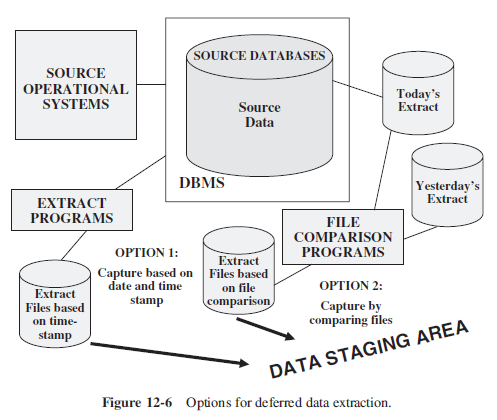 SOURCE
OPERATIONAL
SYSTEMS
SOURCE DATABASES
Source
Data
DBMS
Today's
Extract
Yesterday's
Extract
EXTRACT
PROGRAMS
FILE
COMPARISON
PROGRAMS
OPTION 1:
Capture based on
date and time
stamp
Extract
Files based
on file
comparison
OPTION 2:
Capture by
comparing files
Extract
Files based
on time-
stamp
DATA STAGING AREA
Figure 12-6 Options for deferred data extraction.